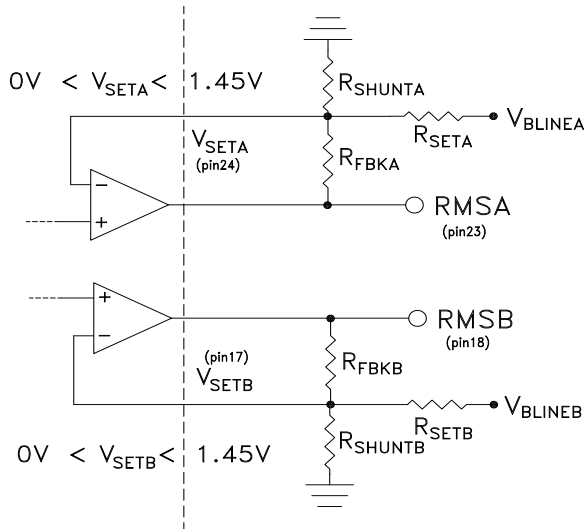 0V < VSETA< 1.45V
RSHUNTA
VBLINEA
RSETA
VSETA
(pin24)
RFBKA
−
+
RMSA
(pin23)
+
−
RMSB
(pin18)
(pin17)
VSETB
RFBKB
VBLINEB
RSETB
RSHUNTB
0V < VSETB< 1.45V